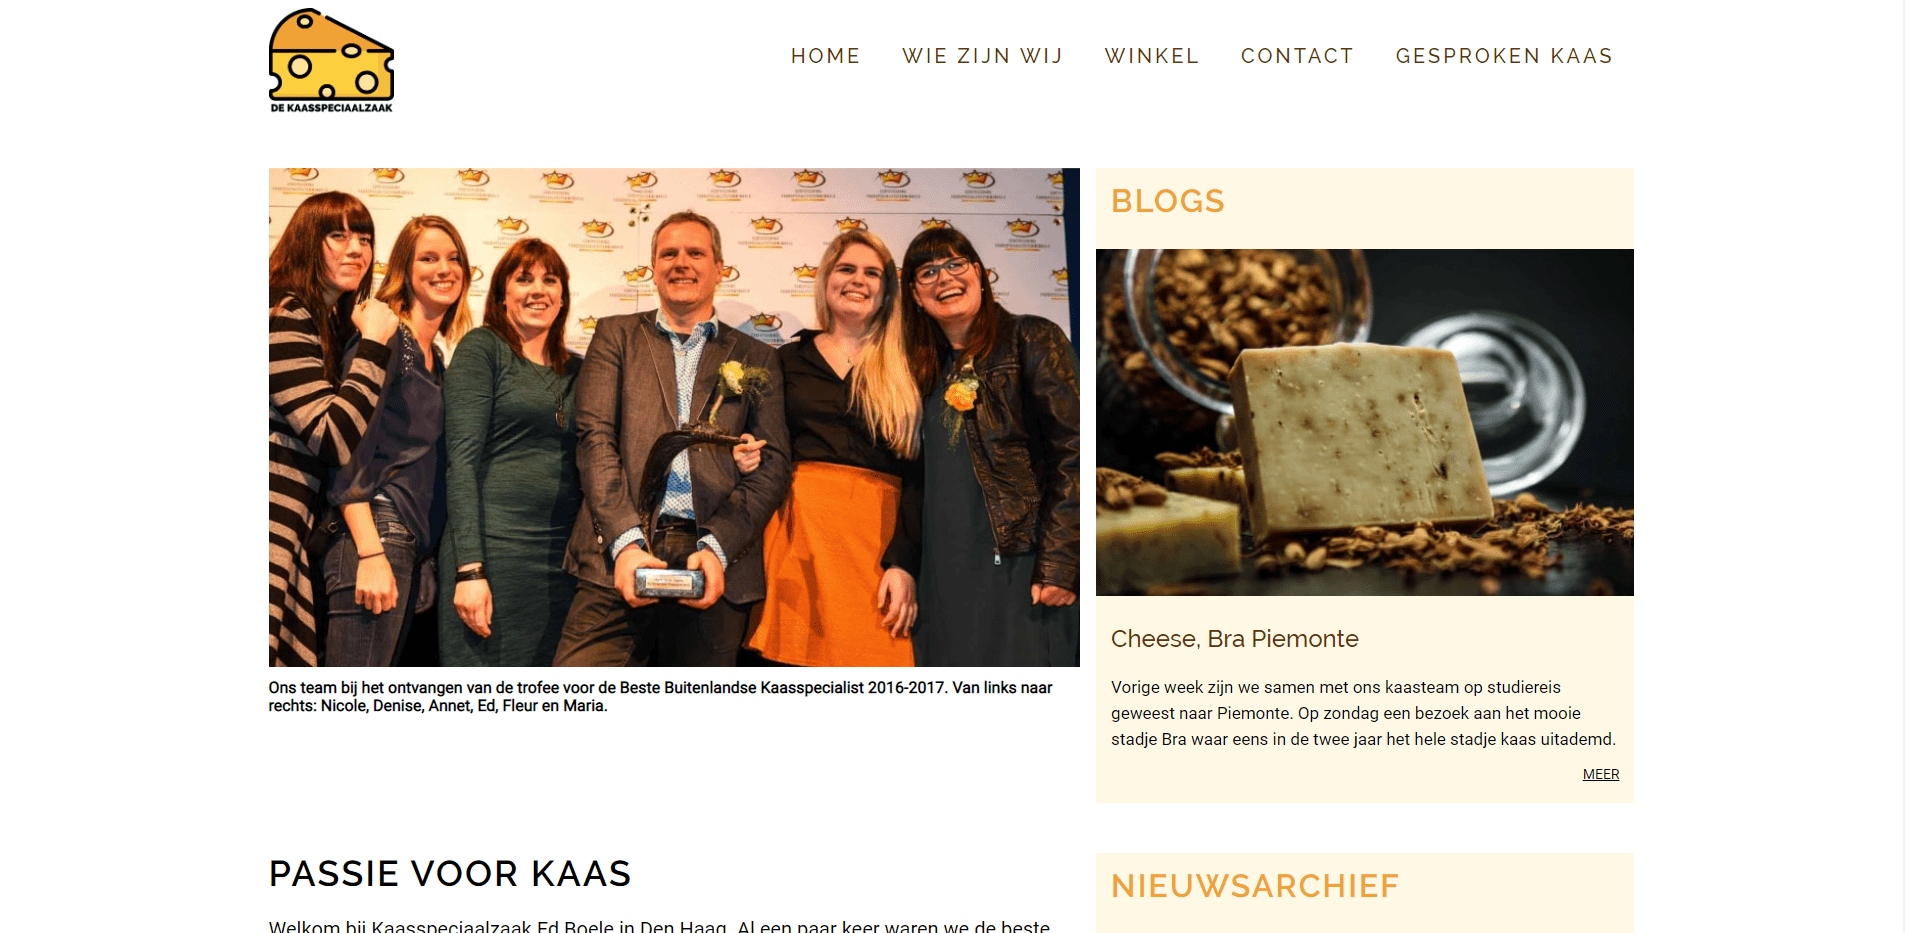 DE KAASSPECIAALZAAK
HOME
WIE ZIJN WIJ
WINKEL
CONTACT
GESPROKEN KAAS
Ons team bij het ontvangen van de trofee voor de Beste Buitenlandse Kaasspecialist 2016-2017. Van links naar
rechts: Nicole, Denise, Annet, Ed, Fleur en Maria.
BLOGS
Cheese, Bra Piemonte
Vorige week zijn we samen met ons kaasteam op studiereis
geweest naar Piemonte. Op zondag een bezoek aan het mooie
stadje Bra waar eens in de twee jaar het hele stadje kaas uitademd.
MEER
PASSIE VOOR KAAS
Welkom bij Kaasspeciaalzaak Ed Boele in Den Haag. Al een paar keer waren we de beste
NIEUWSARCHIEF